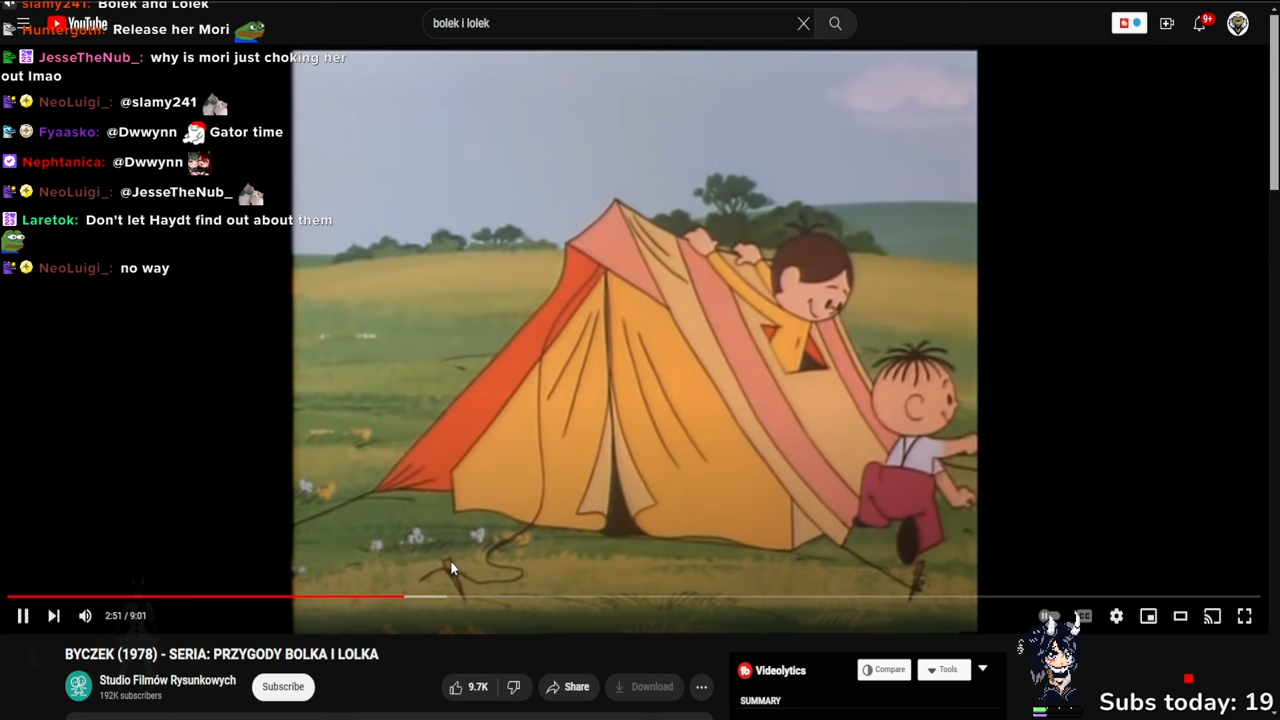 slamy241: Bolek and Lolek
YouTube
bolek i lolek
9+
Huntergoth: Release her Mori
JesseTheNub_: why is mori just choking her
out lmao
NeoLuigi_: @slamy241
Fyaasko: @Dwwynn Gator time
Nephtanica: @Dwwynn
NeoLuigi_: @JesseTheNub_
Laretok: Don't let Haydt find out about them
NeoLuigi_: no way
2:51 / 9:01
CC
BYCZEK (1978) - SERIA: PRZYGODY BOLKA I LOLKA
Studio Filmów Rysunkowych
192K subscribers
Subscribe
9.7K
Share
Download
Videolytics
Compare
Tools
SUMMARY
Subs today: 19